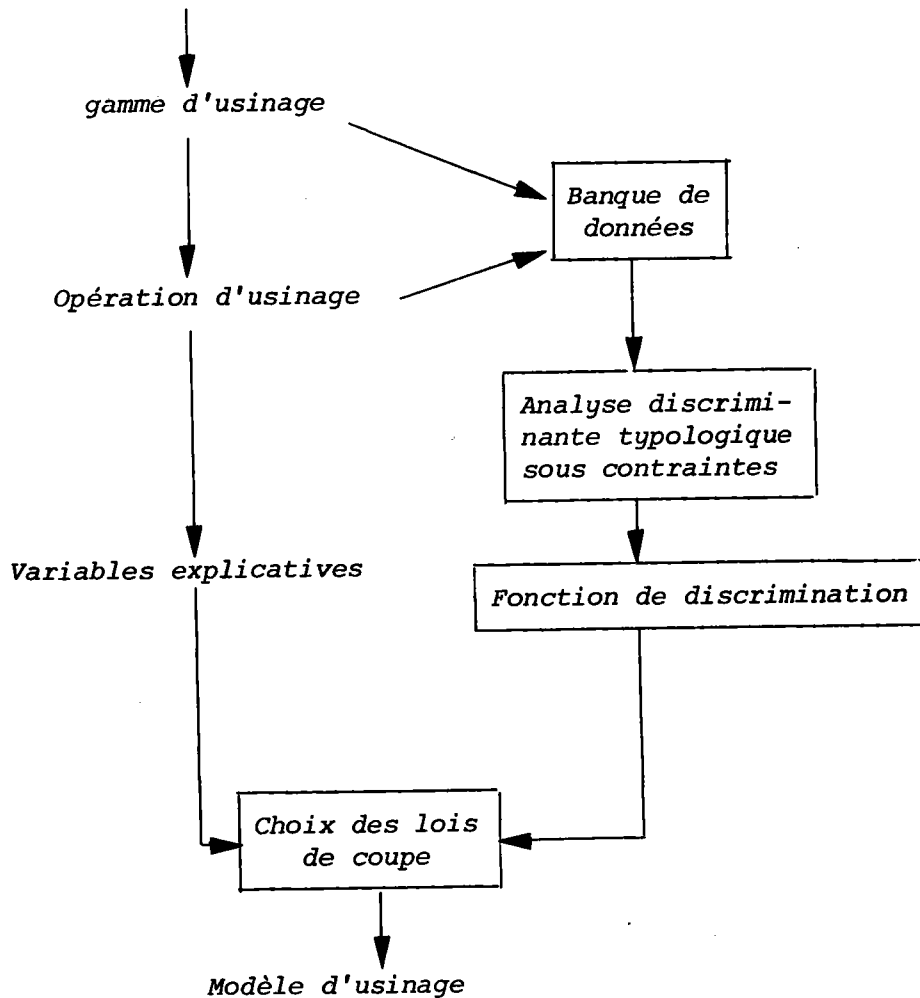 gamme d'usinage
Banque de
données
Opération d'usinage
Analyse discrimi-
nante typologique
sous contraintes
Variables explicatives
Fonction de discrimination
Choix des lois
de coupe
Modèle d'usinage